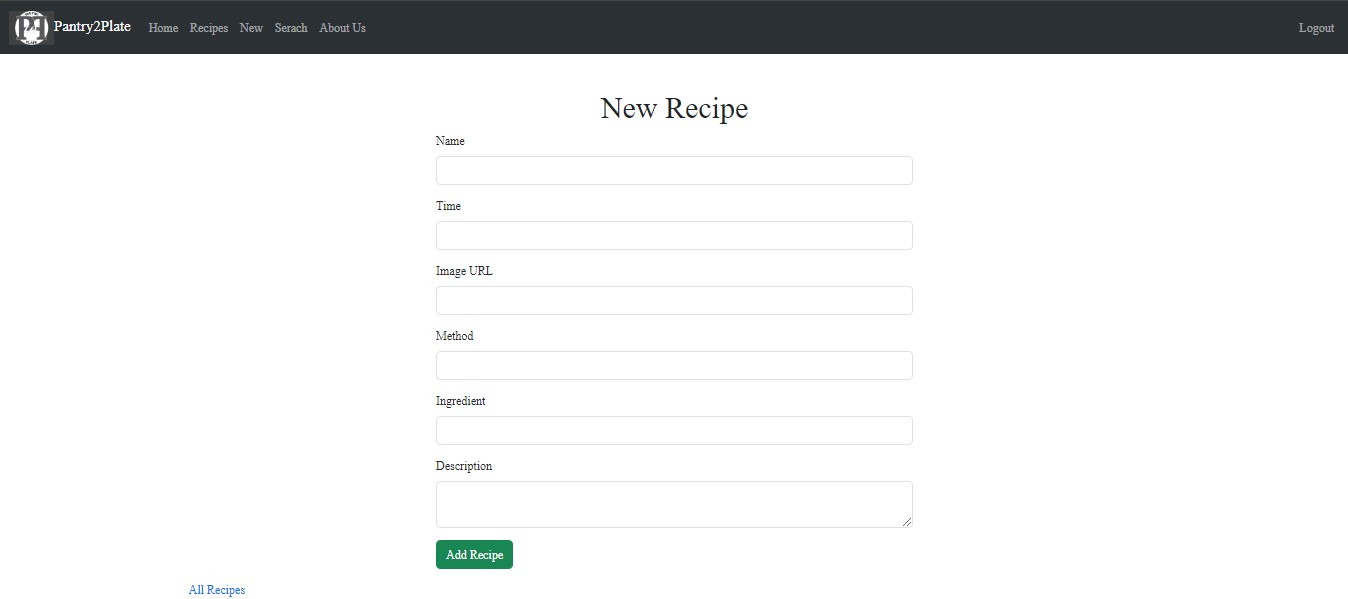 Pantry2Plate Home Recipes New Serach About Us Logout
New Recipe
Name
Time
Image URL
Method
Ingredient
Description
Add Recipe
All Recipes